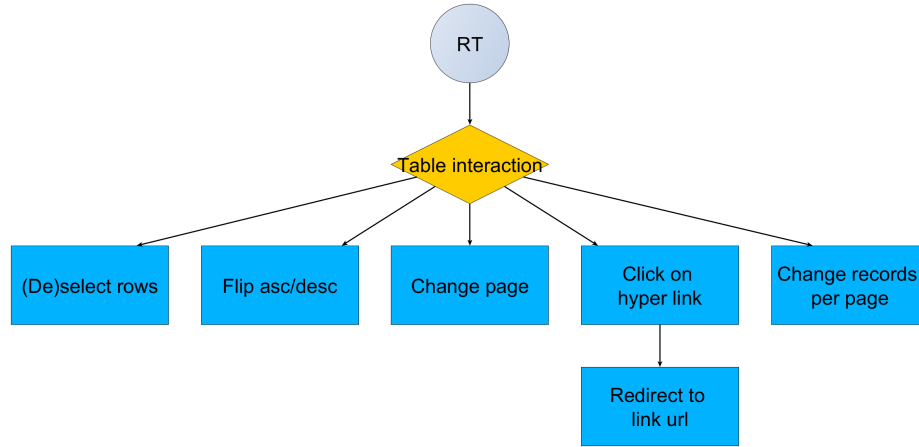 RT
Table interaction
(De)select rows
Flip asc/desc
Change page
Click on
hyper link
Change records
per page
Redirect to
link url